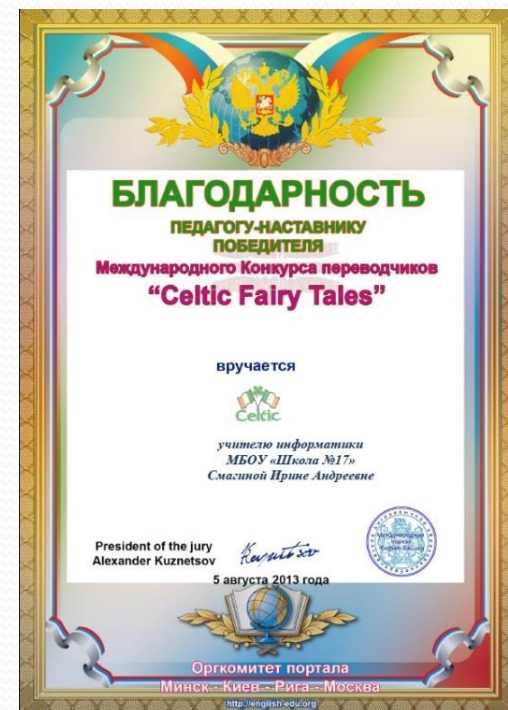 БЛАГОДАРНОСТЬ
ПЕДАГОГУ-НАСТАВНИКУ
ПОБЕДИТЕЛЯ
Международного Конкурса переводчиков
“Celtic Fairy Tales”
вручается
Celtic
учителю информатики
МБОУ «Школа №17»
Смагиной Ирине Андреевне
President of the jury
Alexander Kuznetsov
5 августа 2013 года
Оргкомитет портала
Минск - Киев - Рига - Москва
http://english-edu.org